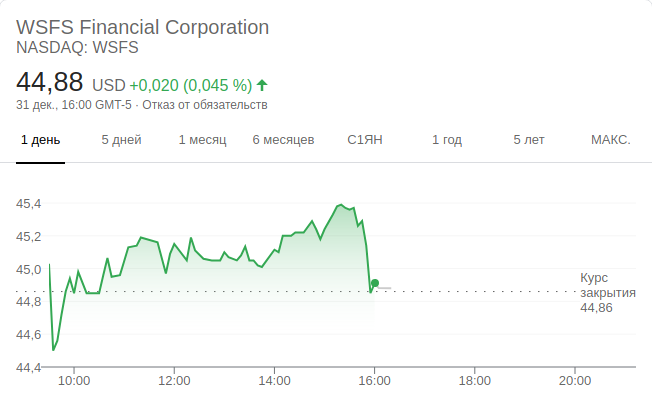 WSFS Financial Corporation
NASDAQ: WSFS
44,88 USD +0,020 (0,045 %)
31 дек., 16:00 GMT-5 · Отказ от обязательств
1 день 5 дней 1 месяц 6 месяцев С1ЯН 1 год 5 лет МАКС.
45,4
45,2
45,0
44,8
44,6
44,4
Курс
закрытия
44,86
10:00 12:00 14:00 16:00 18:00 20:00